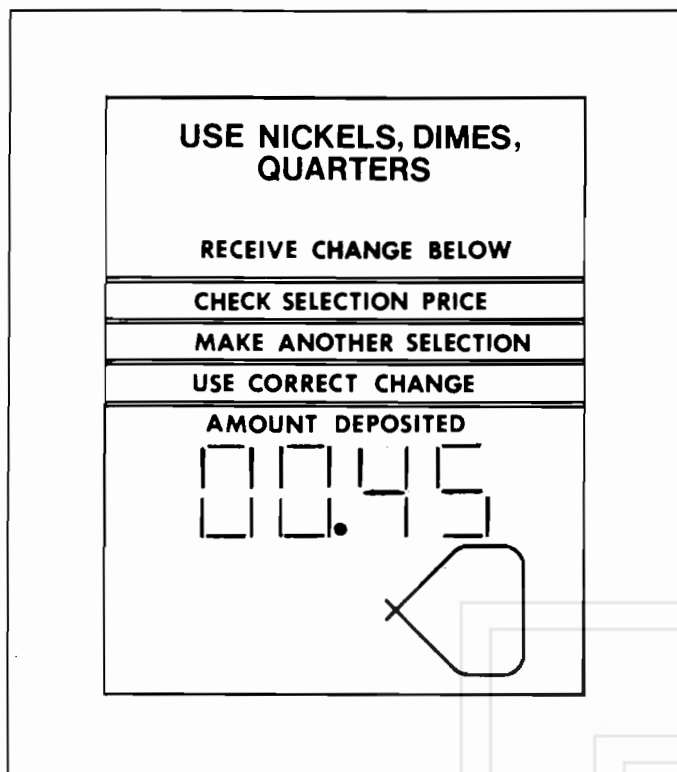 USE NICKELS, DIMES,
QUARTERS
RECEIVE CHANGE BELOW
CHECK SELECTION PRICE
MAKE ANOTHER SELECTION
USE CORRECT CHANGE
AMOUNT DEPOSITED
00.45